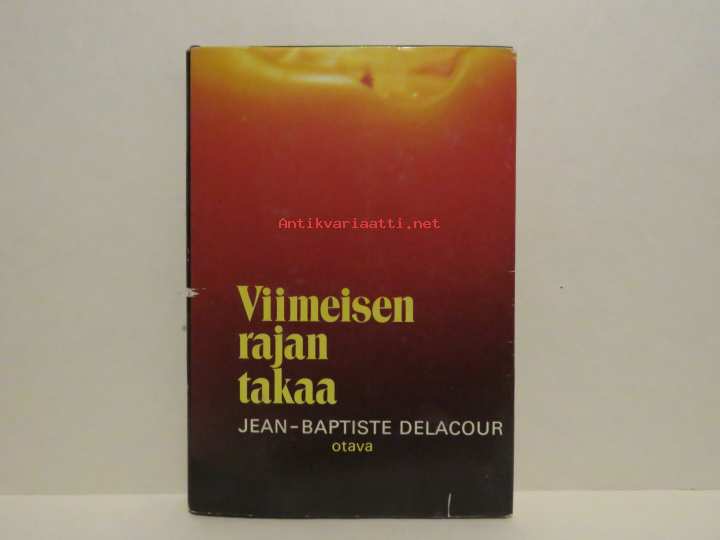 Antikvariaatti.net
Viimeisen
rajan
takaa
JEAN-BAPTISTE DELACOUR
otava